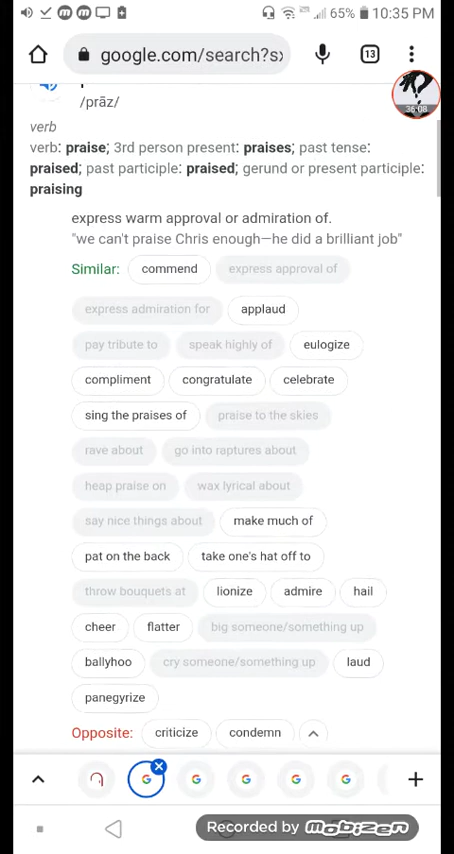 65% 10:35 PM
google.com/search?s
13
36:08
/prāz/
verb
verb: praise; 3rd person present: praises; past tense:
praised; past participle: praised; gerund or present participle:
praising
express warm approval or admiration of.
"we can't praise Chris enough—he did a brilliant job"
Similar: commend express approval of
express admiration for applaud
pay tribute to speak highly of eulogize
compliment congratulate celebrate
sing the praises of praise to the skies
rave about go into raptures about
heap praise on wax lyrical about
say nice things about make much of
pat on the back take one's hat off to
throw bouquets at lionize admire hail
cheer flatter big someone/something up
ballyhoo cry someone/something up laud
panegyrize
Opposite: criticize condemn
Recorded by mobizen